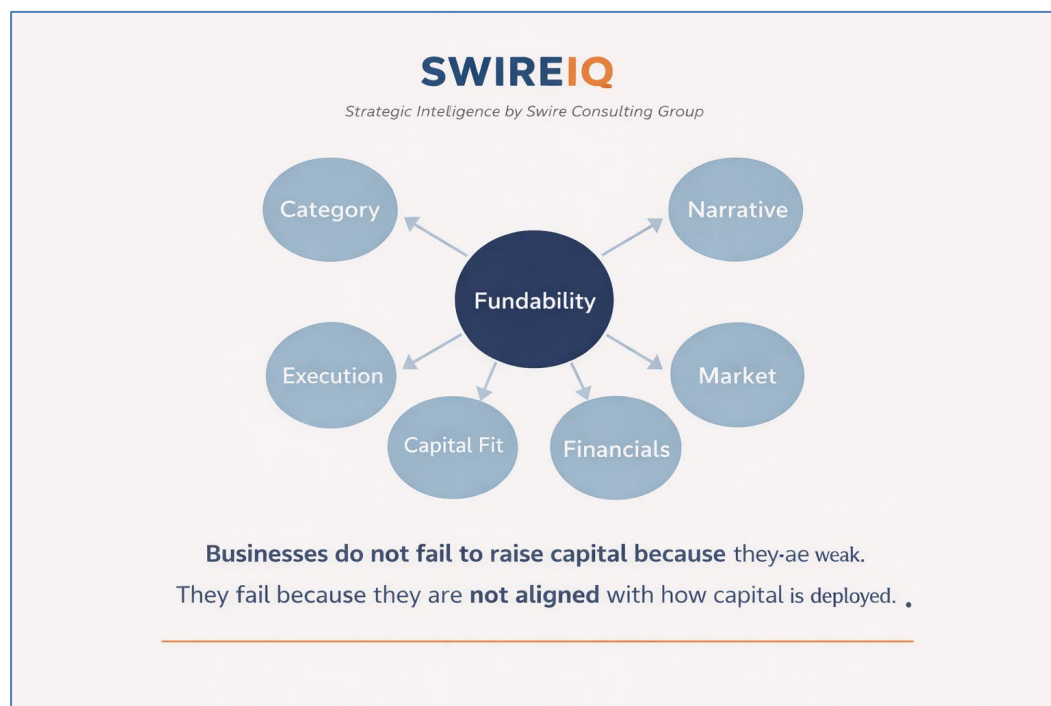 SWIREIQ
Strategic Inteligence by Swire Consulting Group
Category
Narrative
Fundability
Execution
Market
Capital Fit
Financials
Businesses do not fail to raise capital because they-ae weak.
They fail because they are not aligned with how capital is deployed. .